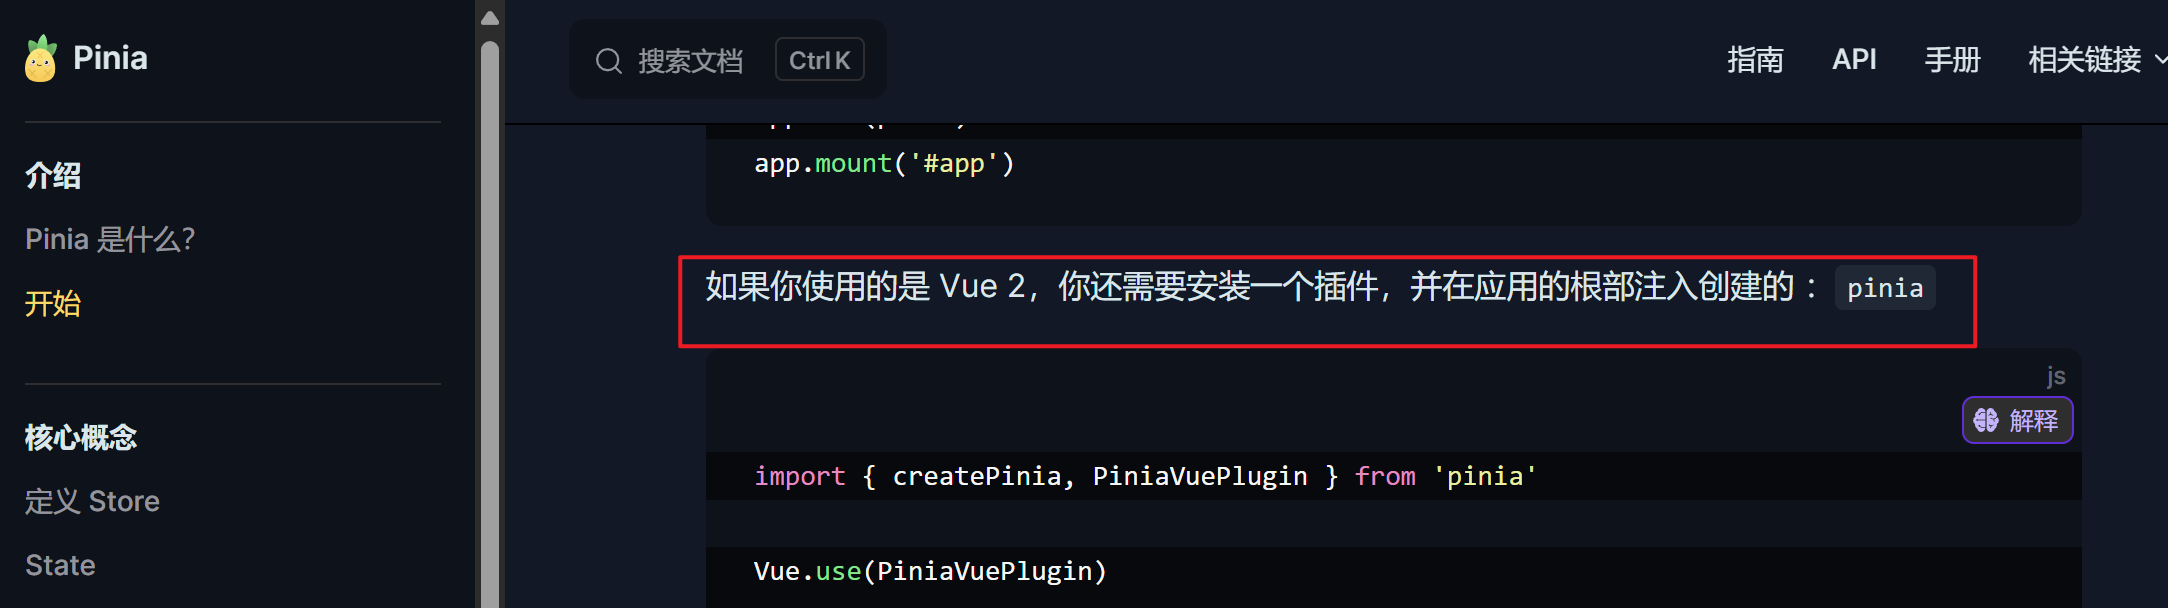 Pinia
搜索文档
Ctrl K
指南
API
手册
相关链接
介绍
Pinia 是什么？
开始
核心概念
定义 Store
State
app.mount('#app')
如果你使用的是 Vue 2，你还需要安装一个插件，并在应用的根部注入创建的 ： pinia
js
解释
import { createPinia, PiniaVuePlugin } from 'pinia'
Vue.use(PiniaVuePlugin)